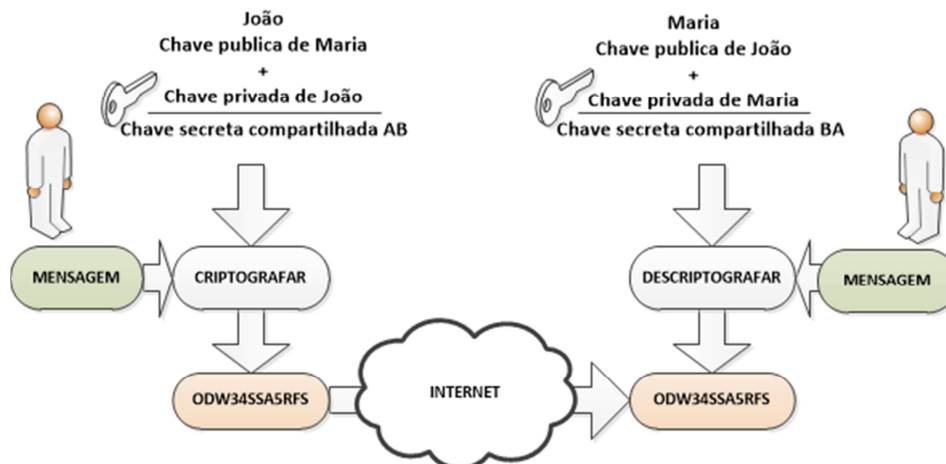 João
Chave publica de Maria
+
Chave privada de João
Chave secreta compartilhada AB
Maria
Chave publica de João
+
Chave privada de Maria
Chave secreta compartilhada BA
MENSAGEM
CRIPTOGRAFAR
DESCRIPTOGRAFAR
MENSAGEM
ODW34SSA5RFS
INTERNET
ODW34SSA5RFS